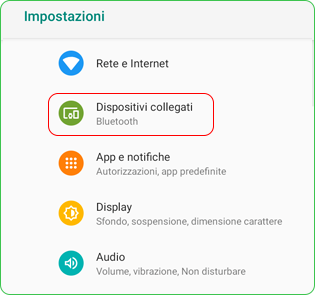 Impostazioni
Rete e Internet
Dispositivi collegati
Bluetooth
App e notifiche
Autorizzazioni, app predefinite
Display
Sfondo, sospensione, dimensione carattere
Audio
Volume, vibrazione, Non disturbare